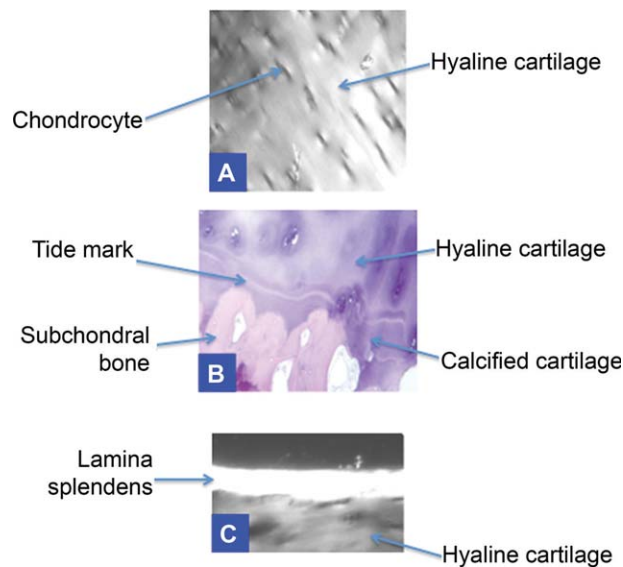 Hyaline cartilage
Chondrocyte
A
Tide mark
Hyaline cartilage
Subchondral
bone
B
Calcified cartilage
Lamina
splendens
C
Hyaline cartilage